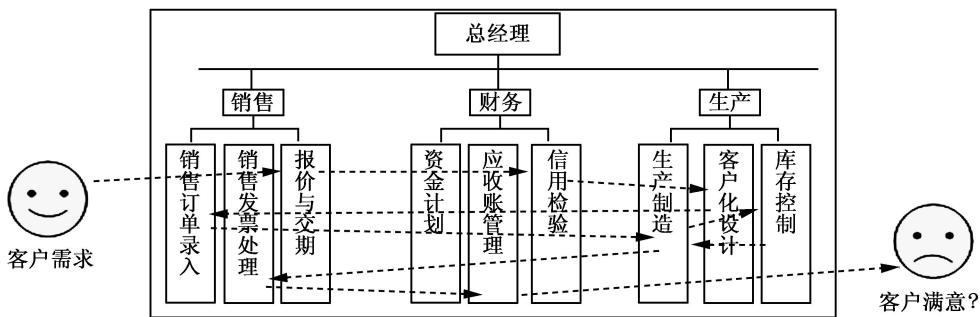 总经理
销售
财务
生产
销售订单录入
销售发票处理
报价与交期
资金计划
应收账管理
信用检验
生产制造
客户化设计
库存控制
客户需求
客户满意?